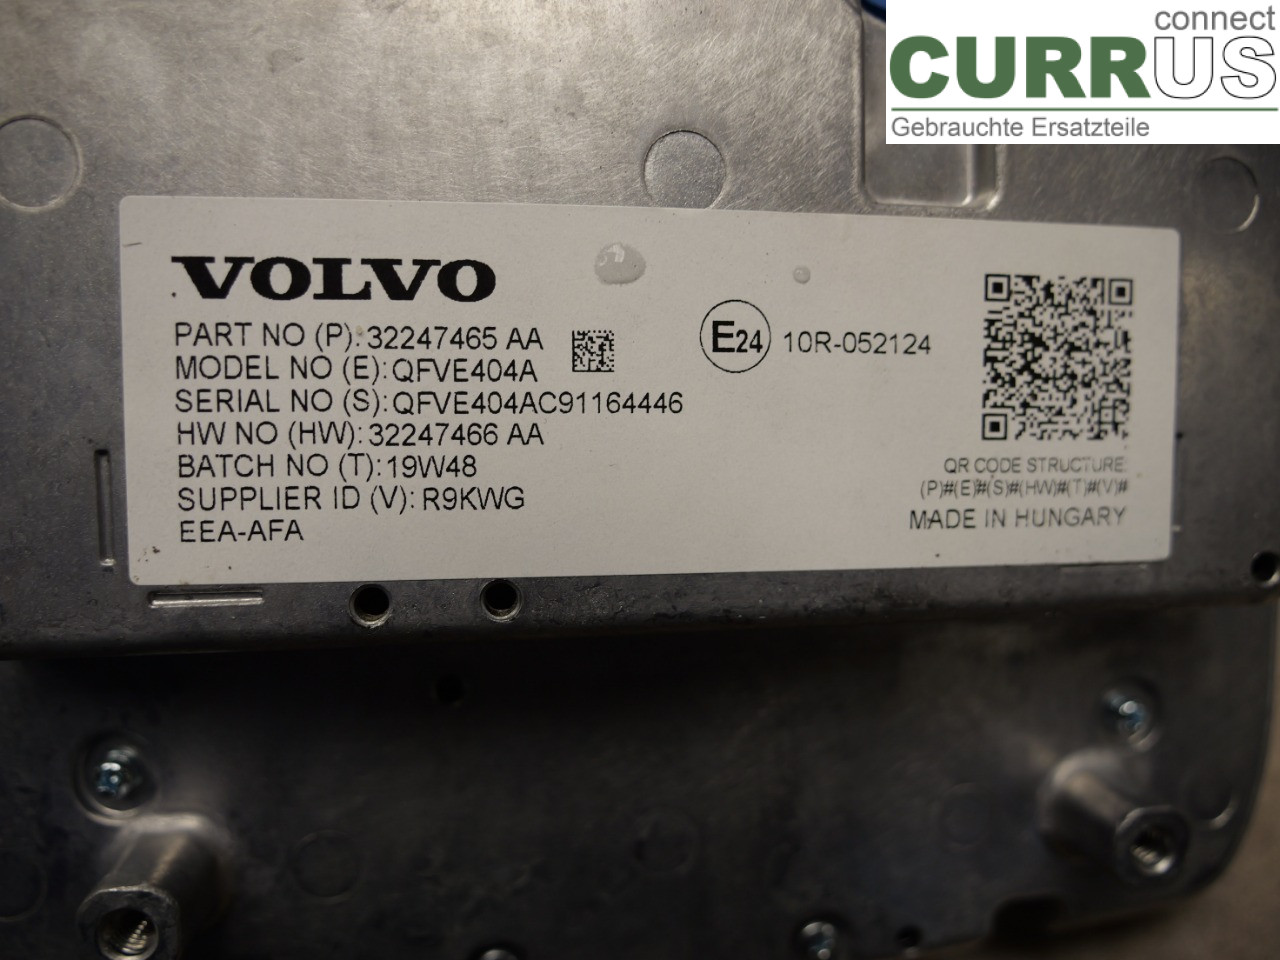 connect
CURRUS
Gebrauchte Ersatzteile
VOLVO
PART NO (P): 32247465 AA
MODEL NO (E): QFVE404A
SERIAL NO (S): QFVE404AC91164446
HW NO (HW): 32247466 AA
BATCH NO (T): 19W48
SUPPLIER ID (V): R9KWG
EEA-AFA
E24 10R-052124
QR CODE STRUCTURE:
(P)#(E)#(S)#(HW)#(T)#(V)#
MADE IN HUNGARY